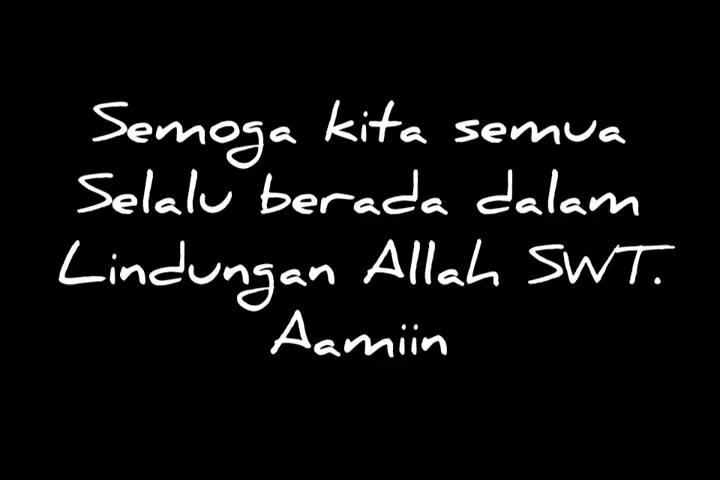 Semoga kita semua
Selalu berada dalam
Lindungan Allah SWT.
Aamiin